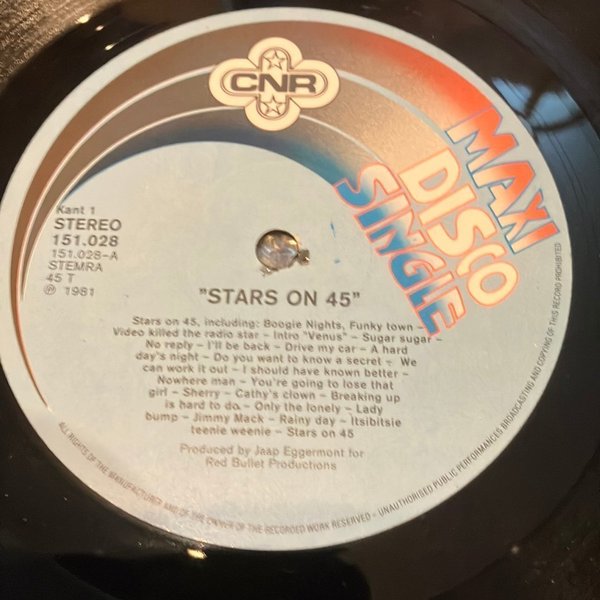 CNR
MAXI
DISCO
SINGLE
Kant 1
STEREO
151.028
151.028-A
STEMRA
45 T
℗ 1981
"STARS ON 45"
Stars on 45, including: Boogie Nights, Funky town –
Video killed the radio star – Intro "Venus" – Sugar sugar –
No reply – I'll be back – Drive my car – A hard
day's night – Do you want to know a secret – We
can work it out – I should have known better –
Nowhere man – You're going to lose that
girl – Sherry – Cathy's clown – Breaking up
is hard to do – Only the lonely – Lady
bump – Jimmy Mack – Rainy day – Itsibitsie
teenie weenie – Stars on 45
Produced by Jaap Eggermont for
Red Bullet Productions
ALL RIGHTS OF THE MANUFACTURER AND OF THE OWNER OF THE RECORDED WORK RESERVED – UNAUTHORISED PUBLIC PERFORMANCES BROADCASTING AND COPYING OF THIS RECORD PROHIBITED